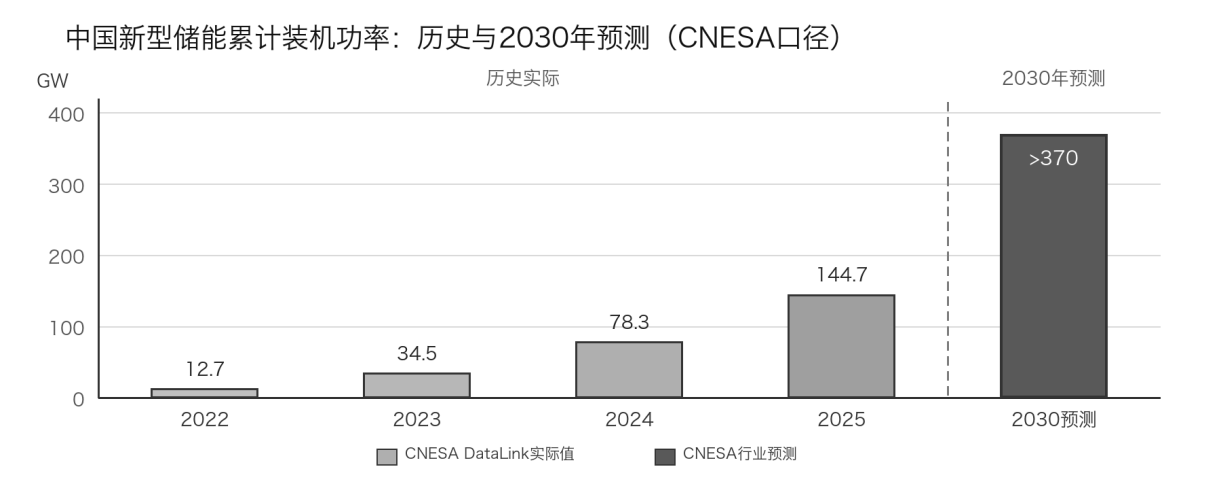 中国新型储能累计装机功率：历史与2030年预测（CNESA口径）
GW
历史实际
2030年预测
400
300
200
100
0
12.7
34.5
78.3
144.7
>370
2022
2023
2024
2025
2030预测
CNESA DataLink实际值
CNESA行业预测